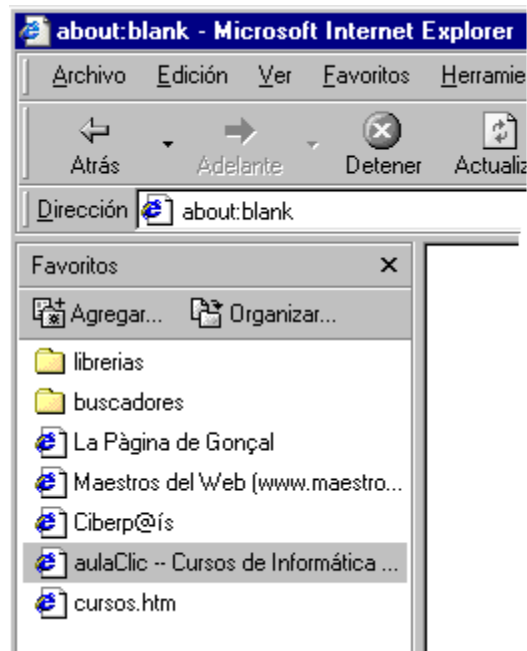 about:blank - Microsoft Internet Explorer
Archivo Edición Ver Favoritos Herramie
Atrás Adelante Detener Actualiz
Dirección about:blank
Favoritos
Agregar... Organizar...
librerias
buscadores
La Pàgina de Gonçal
Maestros del Web (www.maestro...
Ciberp@ís
aulaClic -- Cursos de Informática ...
cursos.htm